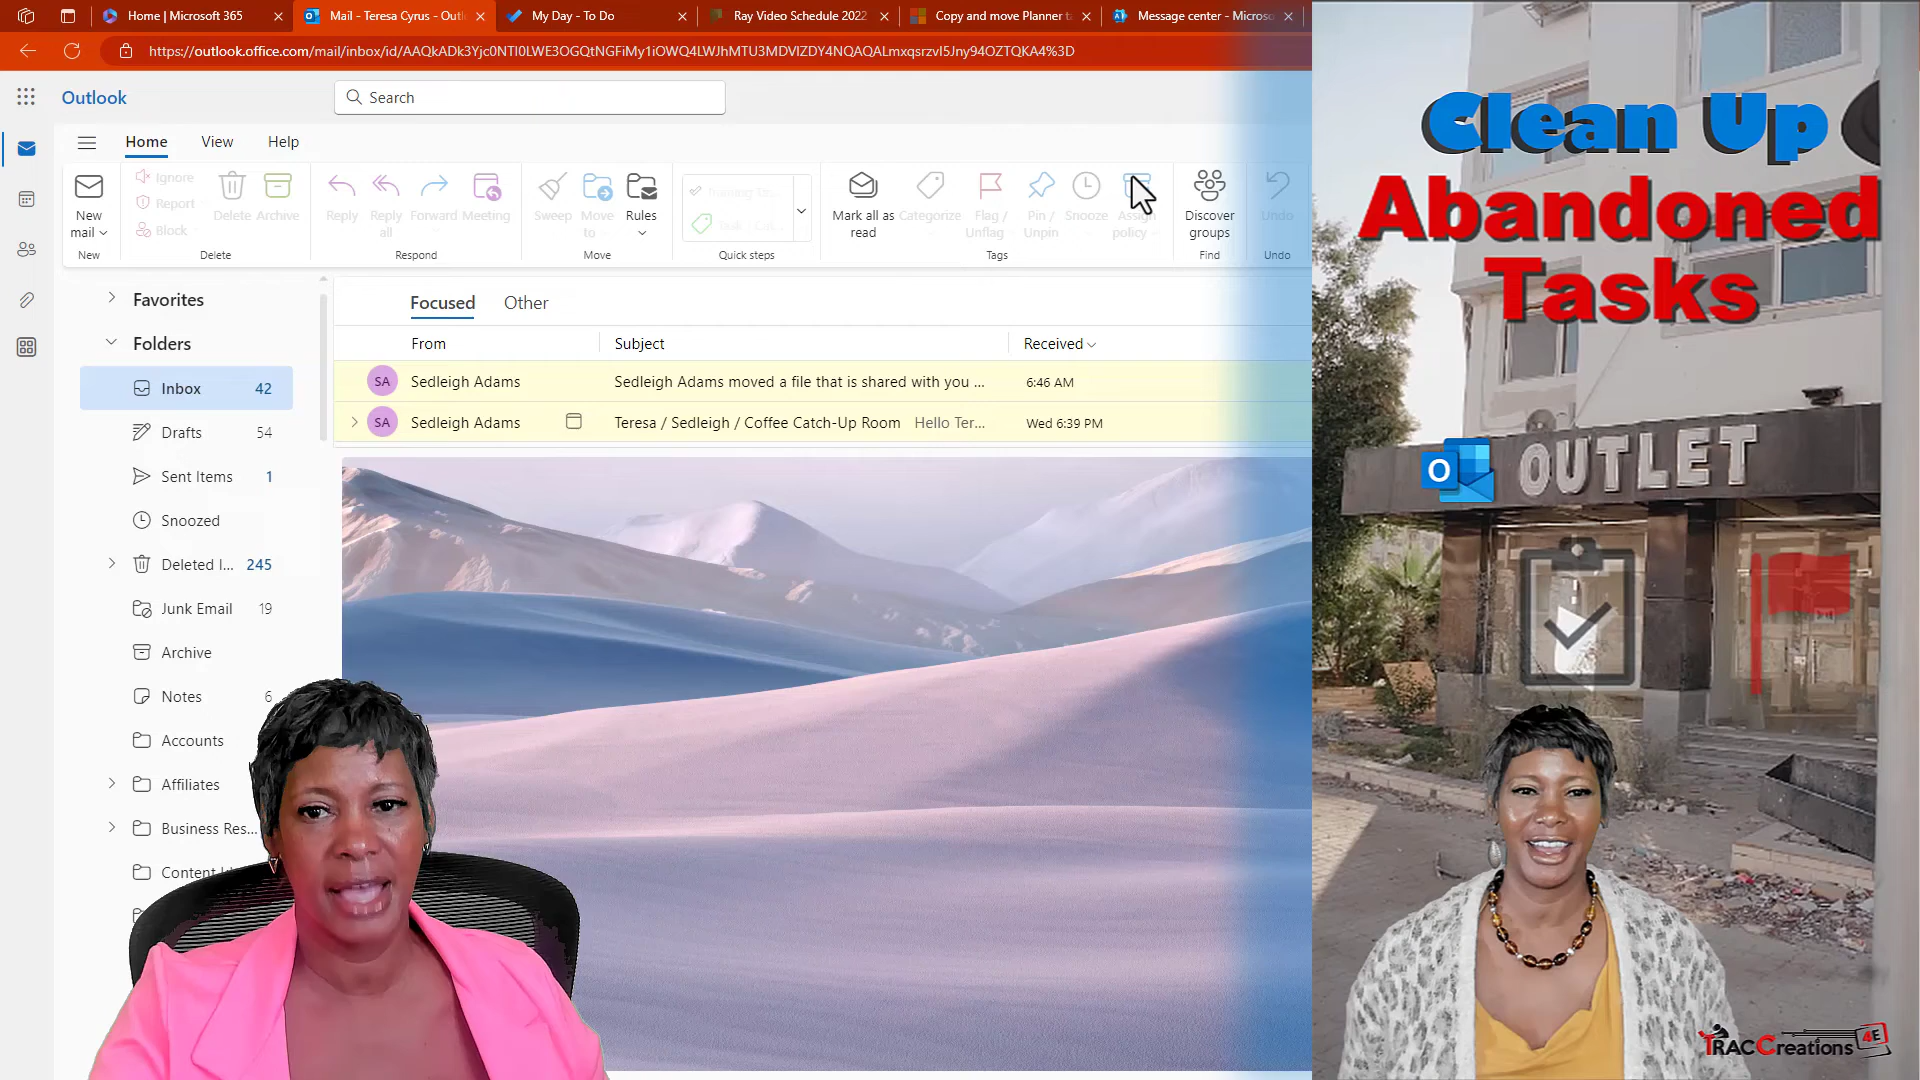 Home | Microsoft 365
Mail - Teresa Cyrus - Outl
My Day - To Do
Ray Video Schedule 2022
Copy and move Planner ta
Message center - Microso
https://outlook.office.com/mail/inbox/id/AAQkADk3Yjc0NTI0LWE3OGQtNGFiMy1iOWQ4LWJhMTU3MDVlZDY4NQAQALmxqsrzvI5Jny94OZTQKA4%3D
Outlook
Search
Home
View
Help
New mail
Ignore
Report
Block
Delete
Archive
Reply
Reply all
Forward
Meeting
Sweep
Move to
Rules
Mark all as read
Categorize
Flag / Unflag
Pin / Unpin
Snooze
Assign policy
Discover groups
Undo
New
Delete
Respond
Move
Quick steps
Tags
Find
Undo
Favorites
Folders
Inbox 42
Drafts 54
Sent Items 1
Snoozed
Deleted I... 245
Junk Email 19
Archive
Notes 6
Accounts
Affiliates
Business Res...
Content
Focused
Other
From
Subject
Received
SA
Sedleigh Adams
Sedleigh Adams moved a file that is shared with you ...
6:46 AM
SA
Sedleigh Adams
Teresa / Sedleigh / Coffee Catch-Up Room
Hello Ter...
Wed 6:39 PM
Clean Up
Abandoned
Tasks
O
OUTLET
TRACCreations 4E